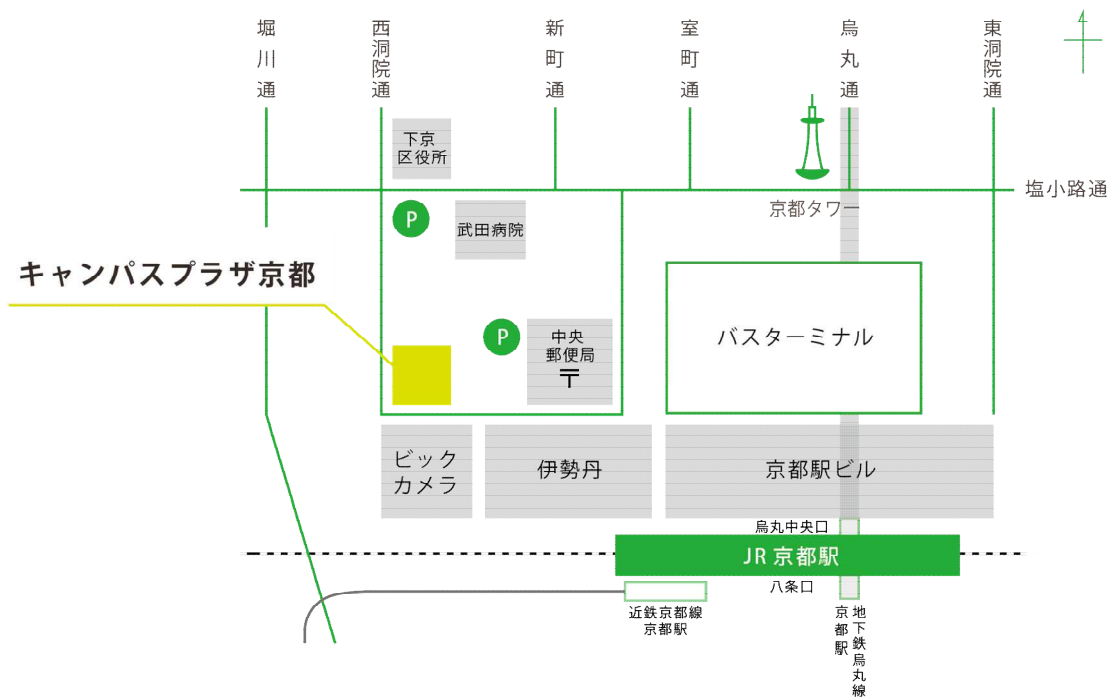 堀川通
西洞院通
新町通
室町通
烏丸通
東洞院通
下京
区役所
塩小路通
P
武田病院
京都タワー
キャンパスプラザ京都
P
中央
郵便局
〒
バスターミナル
ビック
カメラ
伊勢丹
京都駅ビル
烏丸中央口
JR 京都駅
八条口
近鉄京都線
京都駅
地下鉄烏丸線
京都駅